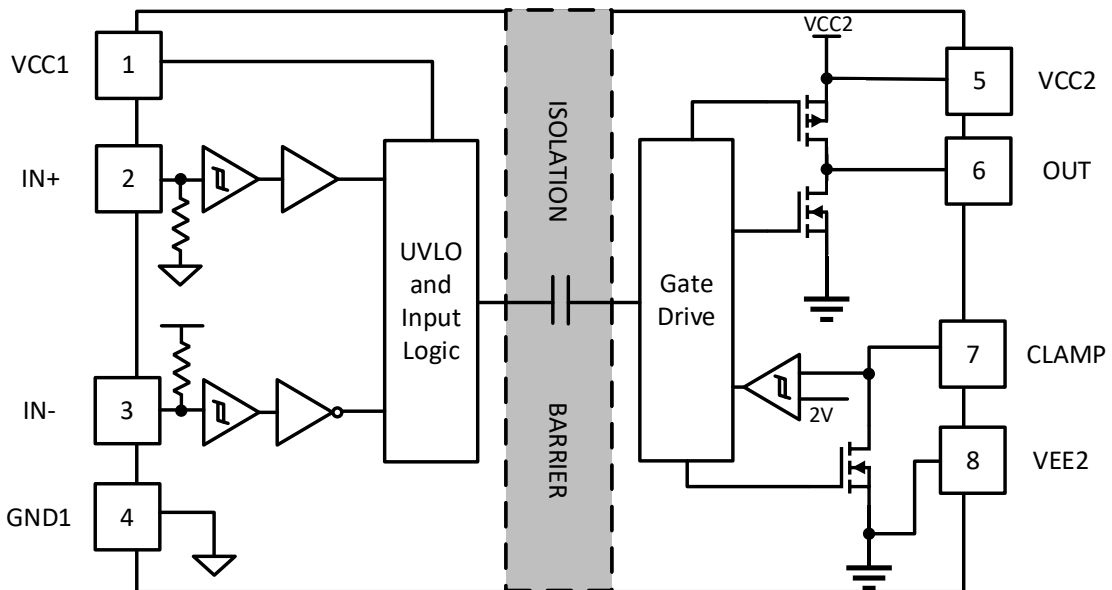 VCC2
VCC1
1
5
VCC2
ISOLATION
IN+
2
6
OUT
UVLO
and
Input
Logic
Gate
Drive
7
CLAMP
IN-
3
2V
BARRIER
8
VEE2
GND1
4